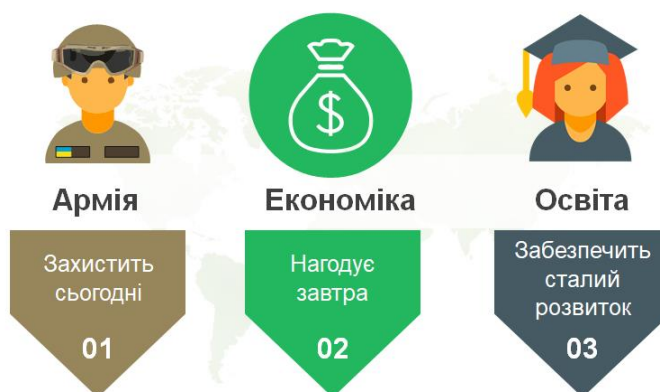 Армія
Економіка
Освіта
Захистить
сьогодні
01
Нагодує
завтра
02
Забезпечить
сталий
розвиток
03